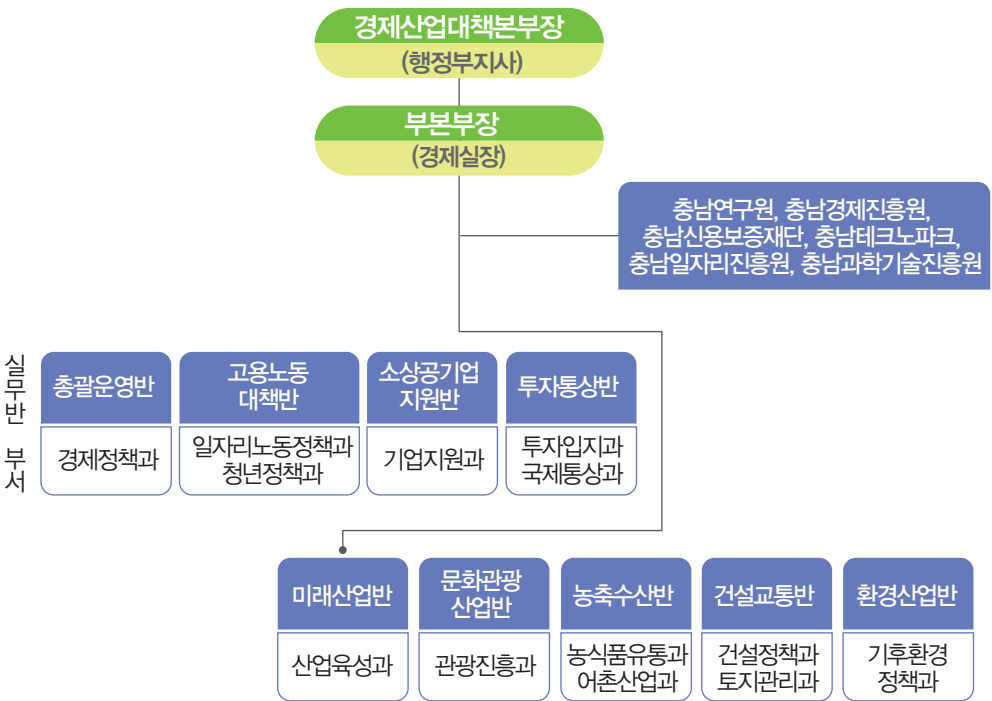 경제산업대책본부장
(행정부지사)
부본부장
(경제실장)
충남연구원, 충남경제진흥원,
충남신용보증재단, 충남테크노파크,
충남일자리진흥원, 충남과학기술진흥원
실무반
총괄운영반
고용노동
대책반
소상공기업
지원반
투자통상반
부서
경제정책과
일자리노동정책과
청년정책과
기업지원과
투자입지과
국제통상과
미래산업반
문화관광
산업반
농축수산반
건설교통반
환경산업반
산업육성과
관광진흥과
농식품유통과
어촌산업과
건설정책과
토지관리과
기후환경
정책과